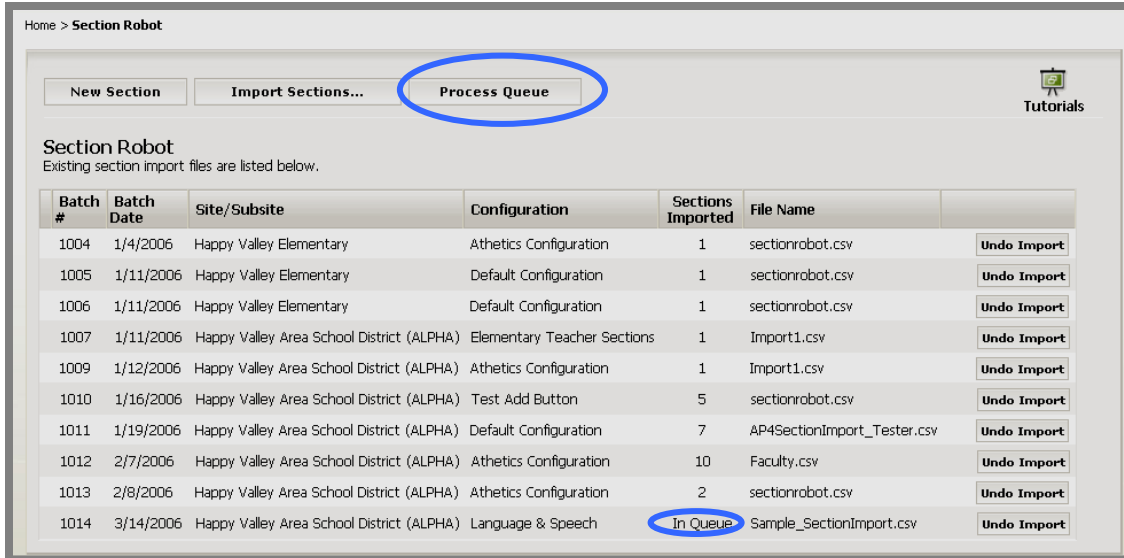 Home > Section Robot
New Section Import Sections... Process Queue
Tutorials
Section Robot
Existing section import files are listed below.
Batch # Batch Date Site/Subsite Configuration Sections Imported File Name
1004 1/4/2006 Happy Valley Elementary Athetics Configuration 1 sectionrobot.csv Undo Import
1005 1/11/2006 Happy Valley Elementary Default Configuration 1 sectionrobot.csv Undo Import
1006 1/11/2006 Happy Valley Elementary Default Configuration 1 sectionrobot.csv Undo Import
1007 1/11/2006 Happy Valley Area School District (ALPHA) Elementary Teacher Sections 1 Import1.csv Undo Import
1009 1/12/2006 Happy Valley Area School District (ALPHA) Athetics Configuration 1 Import1.csv Undo Import
1010 1/16/2006 Happy Valley Area School District (ALPHA) Test Add Button 5 sectionrobot.csv Undo Import
1011 1/19/2006 Happy Valley Area School District (ALPHA) Default Configuration 7 AP4SectionImport_Tester.csv Undo Import
1012 2/7/2006 Happy Valley Area School District (ALPHA) Athetics Configuration 10 Faculty.csv Undo Import
1013 2/8/2006 Happy Valley Area School District (ALPHA) Athetics Configuration 2 sectionrobot.csv Undo Import
1014 3/14/2006 Happy Valley Area School District (ALPHA) Language & Speech In Queue Sample_SectionImport.csv Undo Import